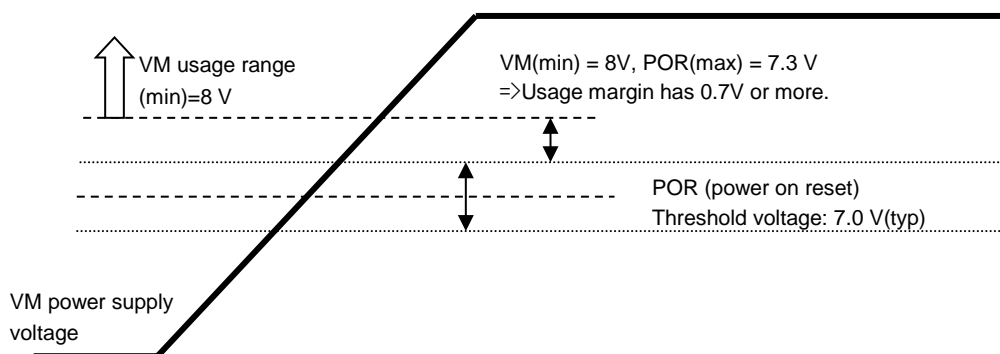 VM usage range
(min)=8 V
VM(min) = 8V, POR(max) = 7.3 V
=>Usage margin has 0.7V or more.
POR (power on reset)
Threshold voltage: 7.0 V(typ)
VM power supply
voltage